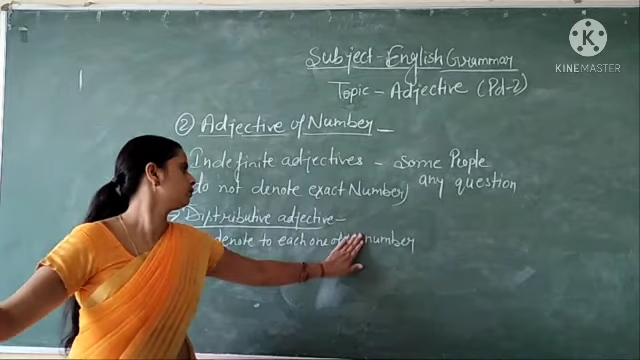 Subject - English Grammar
Topic - Adjective (Pd-2)
② Adjective of Number -
Indefinite adjectives - Some People
do not denote exact Number) any question
Distributive adjective -
denote to each one of number
K
KINEMASTER